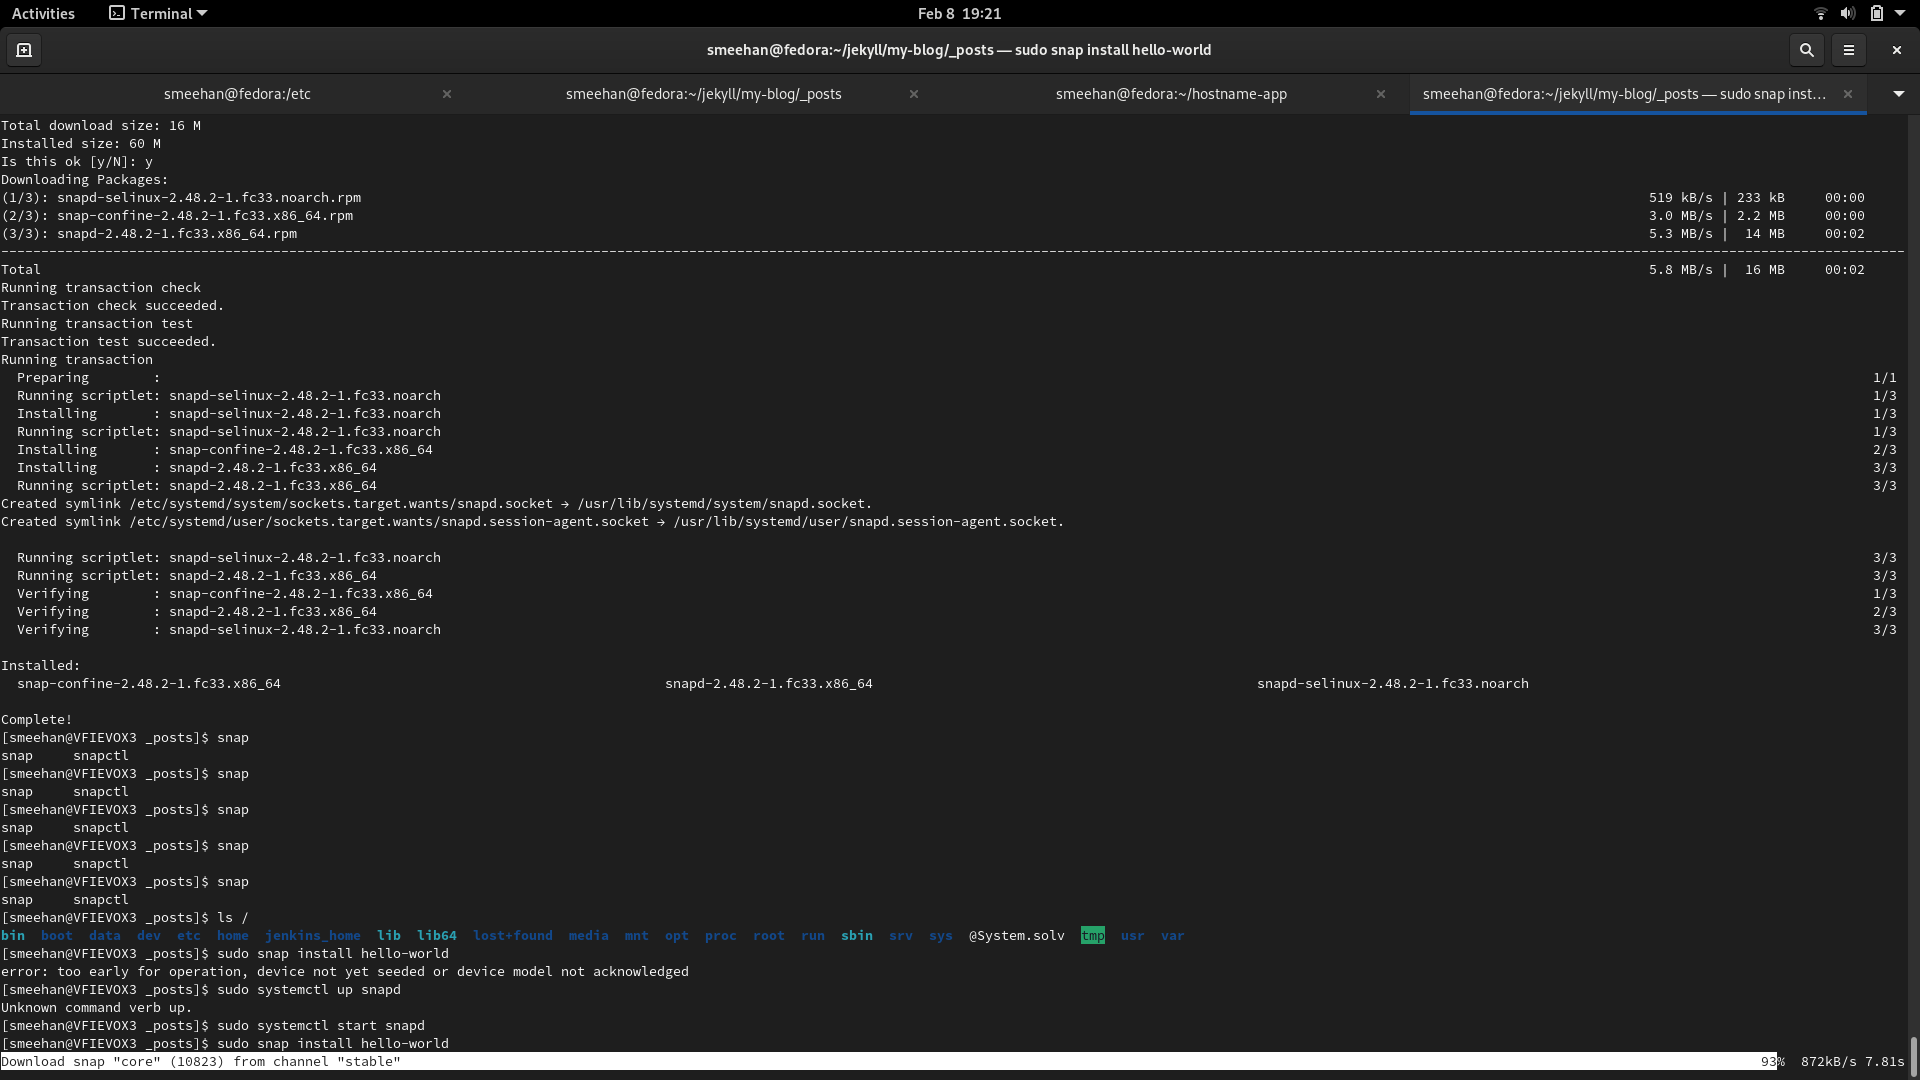 Activities Terminal Feb 8 19:21
smeehan@fedora:~/jekyll/my-blog/_posts — sudo snap install hello-world
smeehan@fedora:/etc smeehan@fedora:~/jekyll/my-blog/_posts smeehan@fedora:~/hostname-app smeehan@fedora:~/jekyll/my-blog/_posts — sudo snap inst…
Total download size: 16 M
Installed size: 60 M
Is this ok [y/N]: y
Downloading Packages:
(1/3): snapd-selinux-2.48.2-1.fc33.noarch.rpm 519 kB/s | 233 kB 00:00
(2/3): snap-confine-2.48.2-1.fc33.x86_64.rpm 3.0 MB/s | 2.2 MB 00:00
(3/3): snapd-2.48.2-1.fc33.x86_64.rpm 5.3 MB/s | 14 MB 00:02
Total 5.8 MB/s | 16 MB 00:02
Running transaction check
Transaction check succeeded.
Running transaction test
Transaction test succeeded.
Running transaction
Preparing : 1/1
Running scriptlet: snapd-selinux-2.48.2-1.fc33.noarch 1/3
Installing : snapd-selinux-2.48.2-1.fc33.noarch 1/3
Running scriptlet: snapd-selinux-2.48.2-1.fc33.noarch 1/3
Installing : snap-confine-2.48.2-1.fc33.x86_64 2/3
Installing : snapd-2.48.2-1.fc33.x86_64 3/3
Running scriptlet: snapd-2.48.2-1.fc33.x86_64 3/3
Created symlink /etc/systemd/system/sockets.target.wants/snapd.socket → /usr/lib/systemd/system/snapd.socket.
Created symlink /etc/systemd/user/sockets.target.wants/snapd.session-agent.socket → /usr/lib/systemd/user/snapd.session-agent.socket.
Running scriptlet: snapd-selinux-2.48.2-1.fc33.noarch 3/3
Running scriptlet: snapd-2.48.2-1.fc33.x86_64 3/3
Verifying : snap-confine-2.48.2-1.fc33.x86_64 1/3
Verifying : snapd-2.48.2-1.fc33.x86_64 2/3
Verifying : snapd-selinux-2.48.2-1.fc33.noarch 3/3
Installed:
snap-confine-2.48.2-1.fc33.x86_64 snapd-2.48.2-1.fc33.x86_64 snapd-selinux-2.48.2-1.fc33.noarch
Complete!
[smeehan@VFIEVOX3 _posts]$ snap
snap snapctl
[smeehan@VFIEVOX3 _posts]$ snap
snap snapctl
[smeehan@VFIEVOX3 _posts]$ snap
snap snapctl
[smeehan@VFIEVOX3 _posts]$ snap
snap snapctl
[smeehan@VFIEVOX3 _posts]$ snap
snap snapctl
[smeehan@VFIEVOX3 _posts]$ ls /
bin boot data dev etc home jenkins_home lib lib64 lost+found media mnt opt proc root run sbin srv sys @System.solv tmp usr var
[smeehan@VFIEVOX3 _posts]$ sudo snap install hello-world
error: too early for operation, device not yet seeded or device model not acknowledged
[smeehan@VFIEVOX3 _posts]$ sudo systemctl up snapd
Unknown command verb up.
[smeehan@VFIEVOX3 _posts]$ sudo systemctl start snapd
[smeehan@VFIEVOX3 _posts]$ sudo snap install hello-world
Download snap "core" (10823) from channel "stable" 93% 872kB/s 7.81s